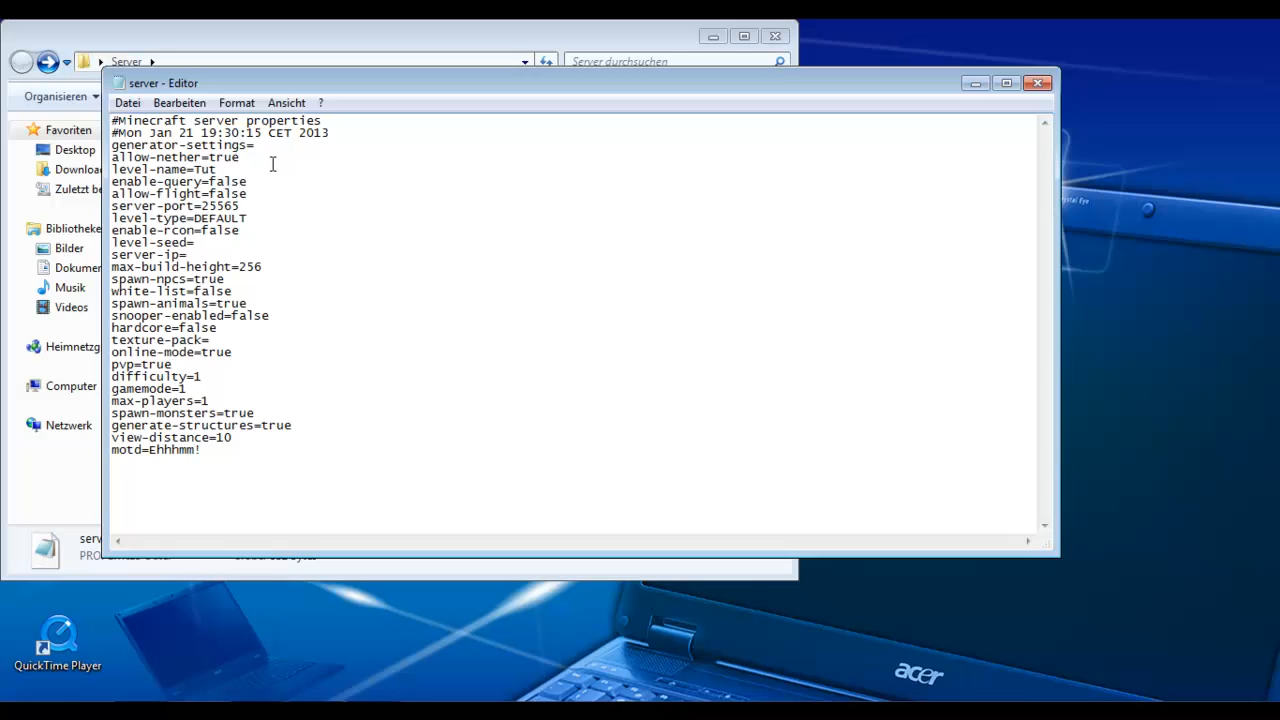 Server
Server durchsuchen
server - Editor
Organisieren
Datei Bearbeiten Format Ansicht ?
Favoriten
Desktop
Zuletzt be
Bilder
Musik
Videos
Computer
Netzwerk
#Minecraft server properties
#Mon Jan 21 19:30:15 CET 2013
generator-settings=
allow-nether=true
level-name=Tut
enable-query=false
allow-flight=false
server-port=25565
level-type=DEFAULT
enable-rcon=false
level-seed=
server-ip=
max-build-height=256
spawn-npcs=true
white-list=false
spawn-animals=true
snooper-enabled=false
hardcore=false
texture-pack=
online-mode=true
pvp=true
difficulty=1
gamemode=1
max-players=1
spawn-monsters=true
generate-structures=true
view-distance=10
motd=Ehhhmm!
QuickTime Player
acer